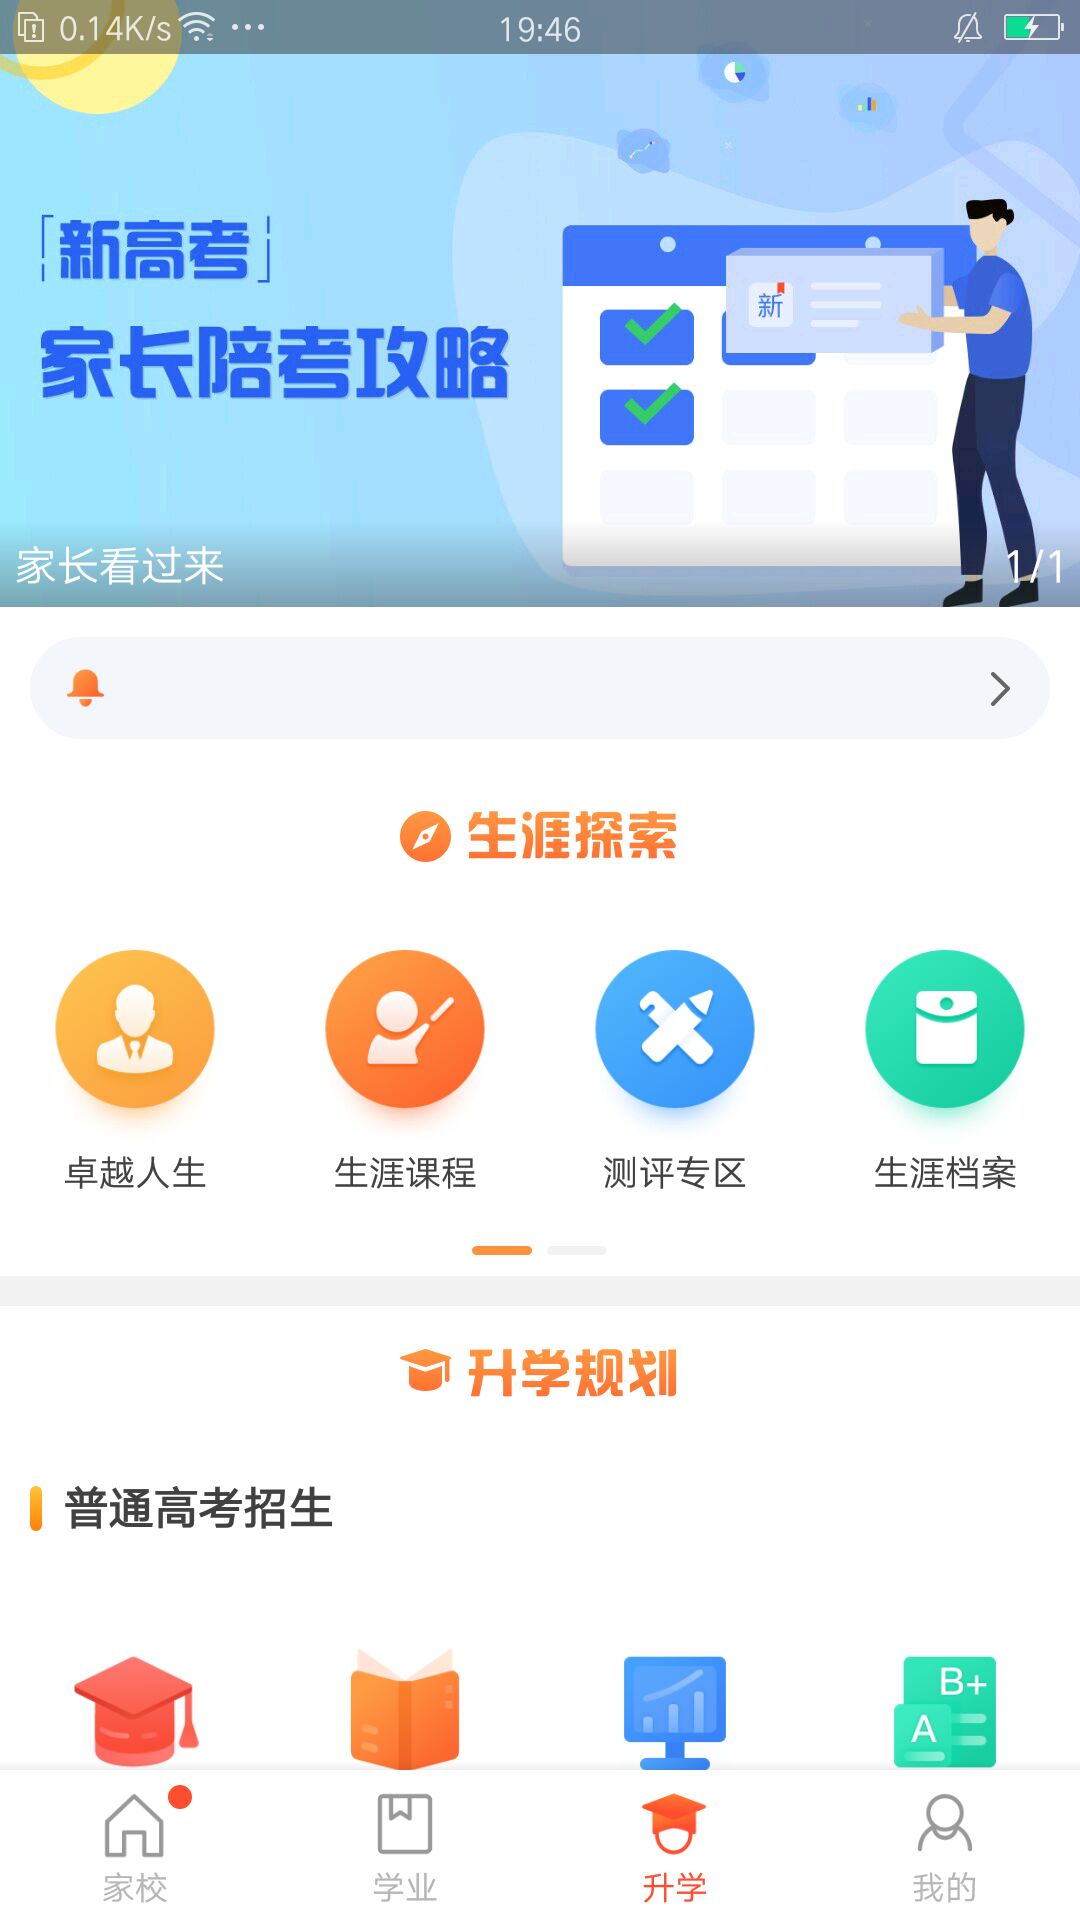 0.14K/s ··· 19:46
「新高考」
家长陪考攻略
新
家长看过来 1/1
生涯探索
卓越人生 生涯课程 测评专区 生涯档案
升学规划
普通高考招生
B+
A
家校 学业 升学 我的